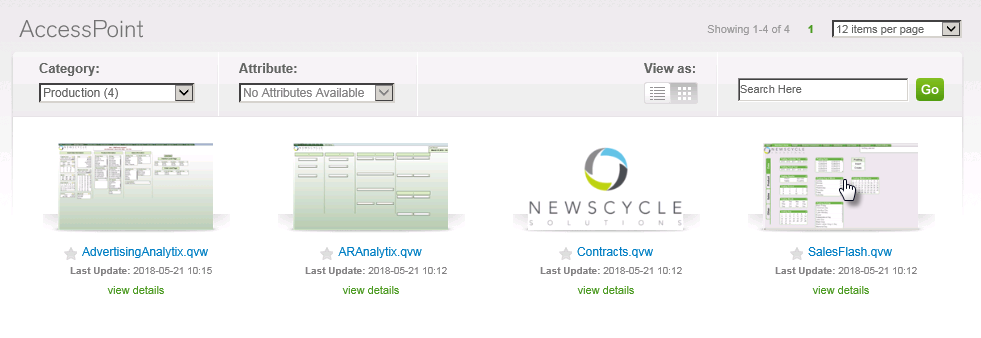 AccessPoint
Showing 1-4 of 4 1 12 items per page
Category: Attribute: View as:
Production (4) No Attributes Available Search Here Go
NEWSCYCLE
SOLUTIONS
AdvertisingAnalytix.qvw ARAnalytix.qvw Contracts.qvw SalesFlash.qvw
Last Update: 2018-05-21 10:15 Last Update: 2018-05-21 10:12 Last Update: 2018-05-21 10:12 Last Update: 2018-05-21 10:12
view details view details view details view details